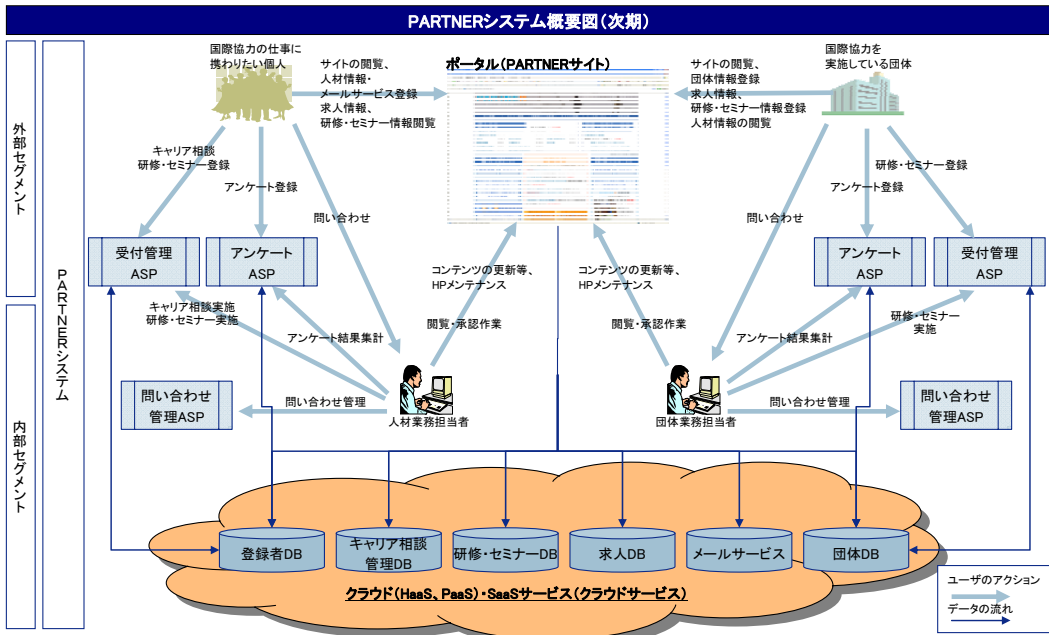 PARTNERシステム概要図(次期)
外部セグメント
内部セグメント
PARTNERシステム
国際協力の仕事に
携わりたい個人
サイトの閲覧、
人材情報・
メールサービス登録
求人情報、
研修・セミナー情報閲覧
ポータル(PARTNERサイト)
サイトの閲覧、
団体情報登録
求人情報、
研修・セミナー情報登録
人材情報の閲覧
国際協力を
実施している団体
キャリア相談
研修・セミナー登録
アンケート登録
問い合わせ
問い合わせ
アンケート登録
研修・セミナー登録
受付管理
ASP
アンケート
ASP
コンテンツの更新等、
HPメンテナンス
コンテンツの更新等、
HPメンテナンス
アンケート
ASP
受付管理
ASP
キャリア相談実施
研修・セミナー実施
アンケート結果集計
閲覧・承認作業
閲覧・承認作業
アンケート結果集計
研修・セミナー
実施
問い合わせ
管理ASP
問い合わせ管理
人材業務担当者
団体業務担当者
問い合わせ管理
問い合わせ
管理ASP
登録者DB
キャリア相談
管理DB
研修・セミナーDB
求人DB
メールサービス
団体DB
クラウド(HaaS、PaaS)・SaaSサービス(クラウドサービス)
ユーザのアクション
データの流れ